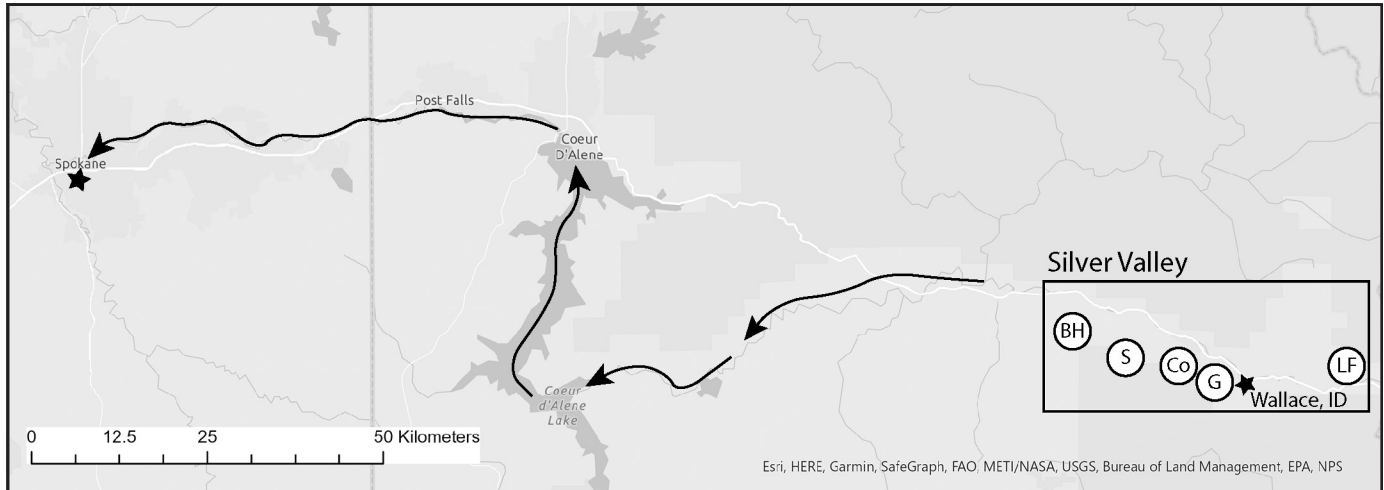 Post Falls
Coeur
D'Alene
Spokane
Silver Valley
BH
S
Co
G
LF
Wallace, ID
Coeur
d'Alene
Lake
0 12.5 25 50 Kilometers
Esri, HERE, Garmin, SafeGraph, FAO, METI/NASA, USGS, Bureau of Land Management, EPA, NPS